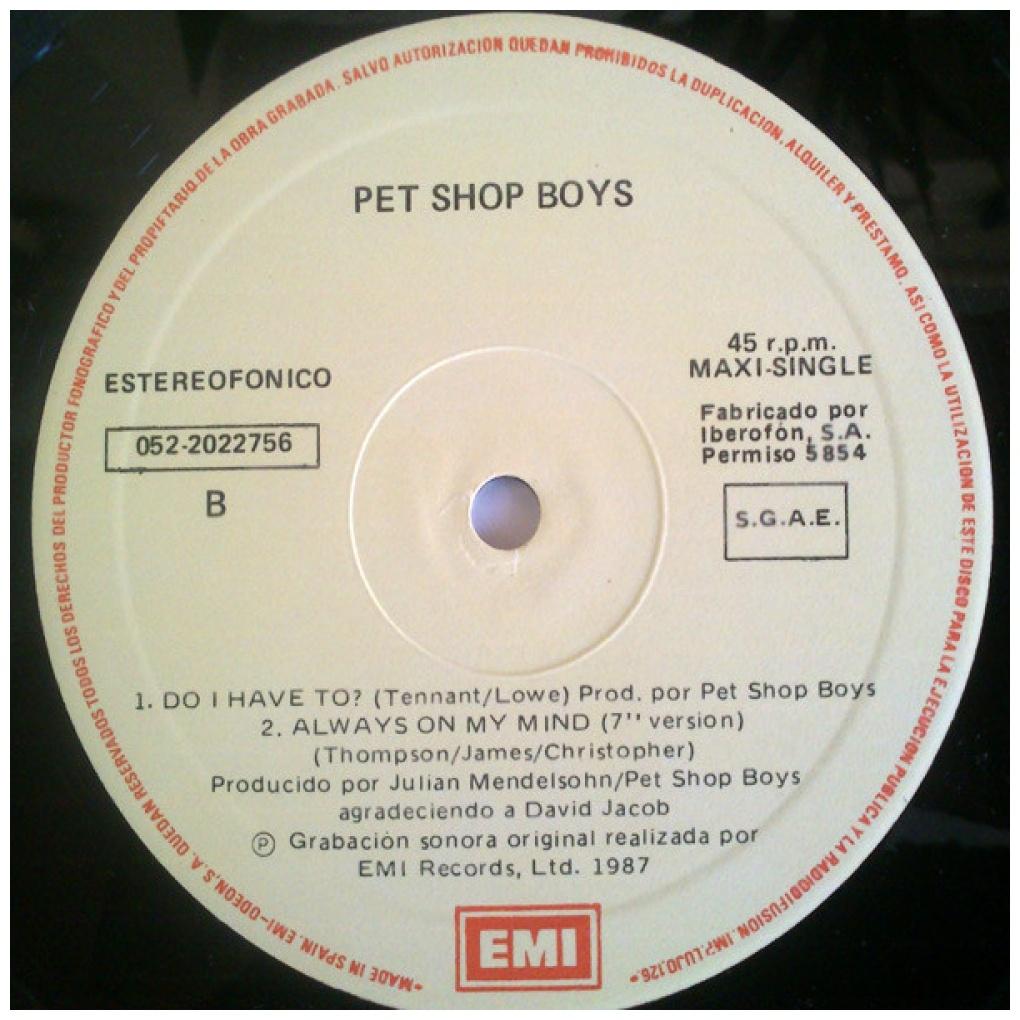 PET SHOP BOYS
ESTEREOFONICO
052-2022756
B
45 r.p.m.
MAXI-SINGLE
Fabricado por
Iberofón, S.A.
Permiso 5854
S.G.A.E.
1. DO I HAVE TO? (Tennant/Lowe) Prod. por Pet Shop Boys
2. ALWAYS ON MY MIND (7'' version)
(Thompson/James/Christopher)
Producido por Julian Mendelsohn/Pet Shop Boys
agradeciendo a David Jacob
Ⓟ Grabación sonora original realizada por
EMI Records, Ltd. 1987
EMI
•MADE IN SPAIN. EMI-ODEON, S.A. QUEDAN RESERVADOS TODOS LOS DERECHOS DEL PRODUCTOR FONOGRAFICO Y DEL PROPIFTARIO DE LA OBRA GRABADA. SALVO AUTORIZACION QUEDAN PROHIBIDOS LA DUPLICACION, ALQUILER Y PRESTAMO, ASI COMO LA UTILIZACION DE ESTE DISCO PARA LA EJECUCION PUBLICA Y LA RADIODIFUSION. IMP. LUJO, 126.•